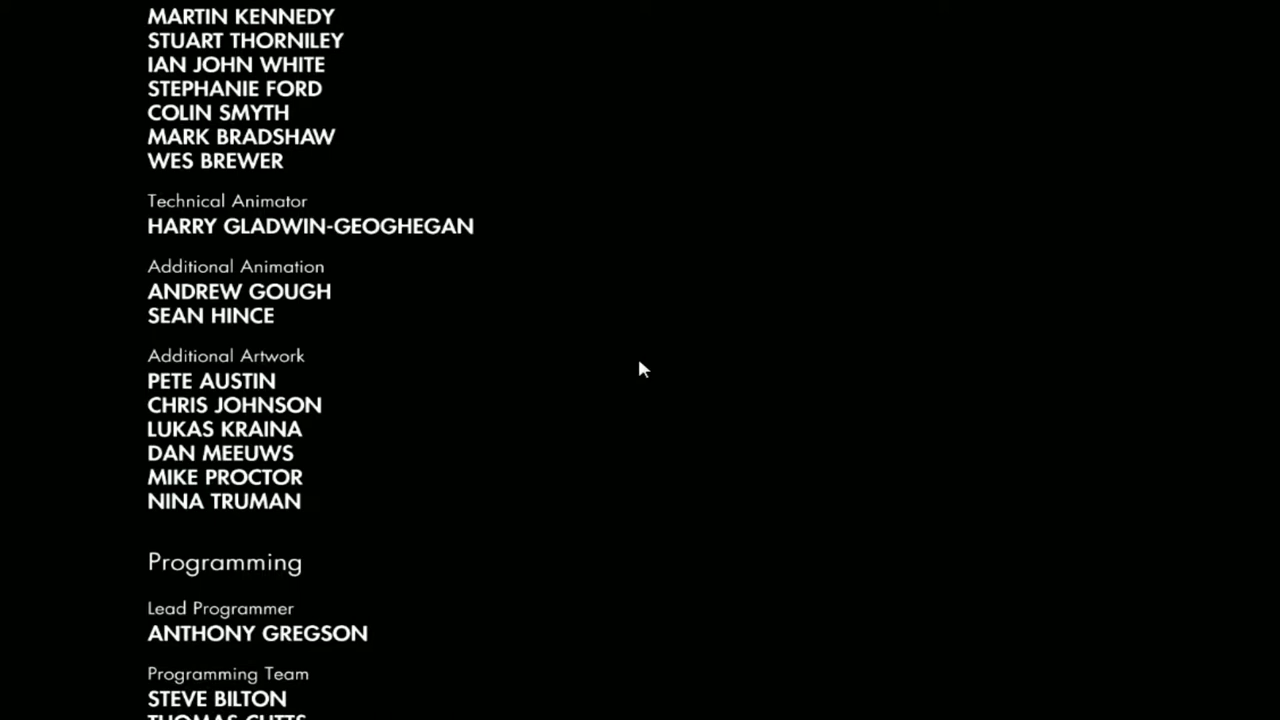 MARTIN KENNEDY
STUART THORNILEY
IAN JOHN WHITE
STEPHANIE FORD
COLIN SMYTH
MARK BRADSHAW
WES BREWER
Technical Animator
HARRY GLADWIN-GEOGHEGAN
Additional Animation
ANDREW GOUGH
SEAN HINCE
Additional Artwork
PETE AUSTIN
CHRIS JOHNSON
LUKAS KRAINA
DAN MEEUWS
MIKE PROCTOR
NINA TRUMAN
Programming
Lead Programmer
ANTHONY GREGSON
Programming Team
STEVE BILTON
THOMAS CUTTS